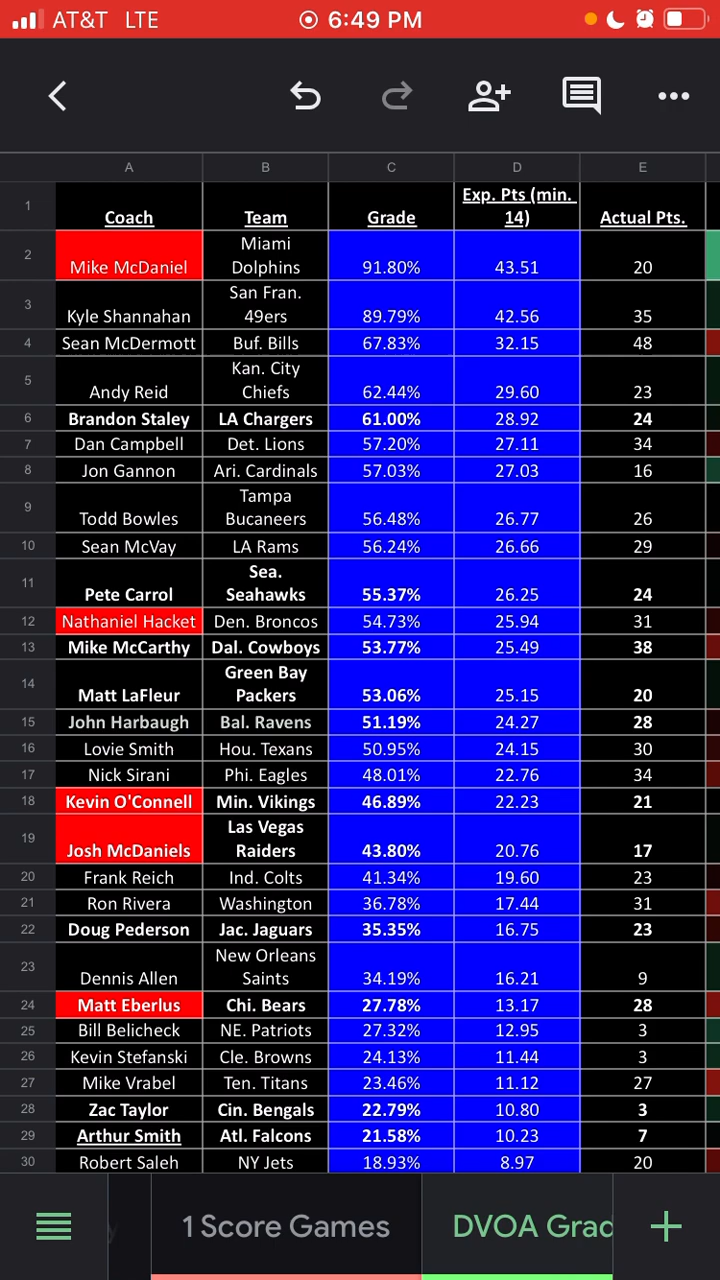 AT&T LTE 6:49 PM
A B C D E
1 Coach Team Grade Exp. Pts (min. 14) Actual Pts.
2 Mike McDaniel Miami Dolphins 91.80% 43.51 20
3 Kyle Shannahan San Fran. 49ers 89.79% 42.56 35
4 Sean McDermott Buf. Bills 67.83% 32.15 48
5 Andy Reid Kan. City Chiefs 62.44% 29.60 23
6 Brandon Staley LA Chargers 61.00% 28.92 24
7 Dan Campbell Det. Lions 57.20% 27.11 34
8 Jon Gannon Ari. Cardinals 57.03% 27.03 16
9 Todd Bowles Tampa Bucaneers 56.48% 26.77 26
10 Sean McVay LA Rams 56.24% 26.66 29
11 Pete Carrol Sea. Seahawks 55.37% 26.25 24
12 Nathaniel Hacket Den. Broncos 54.73% 25.94 31
13 Mike McCarthy Dal. Cowboys 53.77% 25.49 38
14 Matt LaFleur Green Bay Packers 53.06% 25.15 20
15 John Harbaugh Bal. Ravens 51.19% 24.27 28
16 Lovie Smith Hou. Texans 50.95% 24.15 30
17 Nick Sirani Phi. Eagles 48.01% 22.76 34
18 Kevin O'Connell Min. Vikings 46.89% 22.23 21
19 Josh McDaniels Las Vegas Raiders 43.80% 20.76 17
20 Frank Reich Ind. Colts 41.34% 19.60 23
21 Ron Rivera Washington 36.78% 17.44 31
22 Doug Pederson Jac. Jaguars 35.35% 16.75 23
23 Dennis Allen New Orleans Saints 34.19% 16.21 9
24 Matt Eberlus Chi. Bears 27.78% 13.17 28
25 Bill Belicheck NE. Patriots 27.32% 12.95 3
26 Kevin Stefanski Cle. Browns 24.13% 11.44 3
27 Mike Vrabel Ten. Titans 23.46% 11.12 27
28 Zac Taylor Cin. Bengals 22.79% 10.80 3
29 Arthur Smith Atl. Falcons 21.58% 10.23 7
30 Robert Saleh NY Jets 18.93% 8.97 20
1 Score Games DVOA Grad